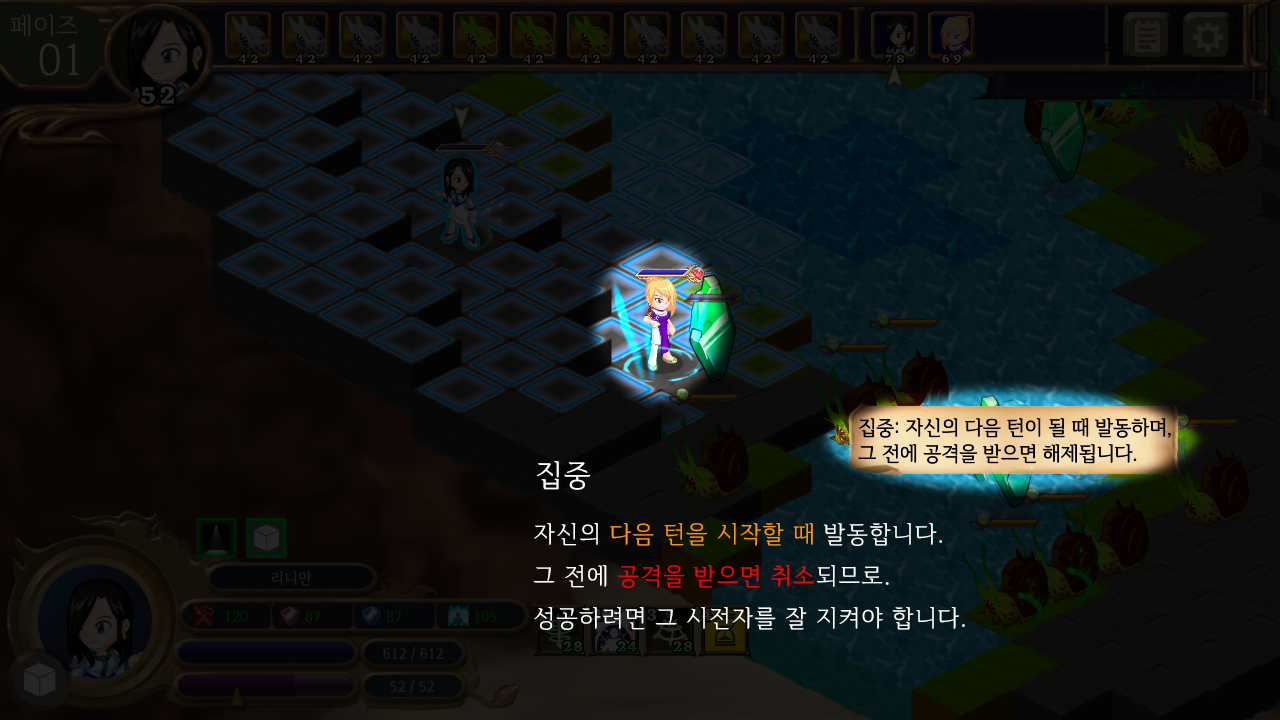 페이즈
01
52
42 42 42 42 42 42 42 42 42 42 42 78 69
집중: 자신의 다음 턴이 될 때 발동하며,
그 전에 공격을 받으면 해제됩니다.
집중
자신의 다음 턴을 시작할 때 발동합니다.
그 전에 공격을 받으면 취소되므로.
성공하려면 그 시전자를 잘 지켜야 합니다.
리니안
120 87 87 105
28 24 28
612 / 612
52 / 52